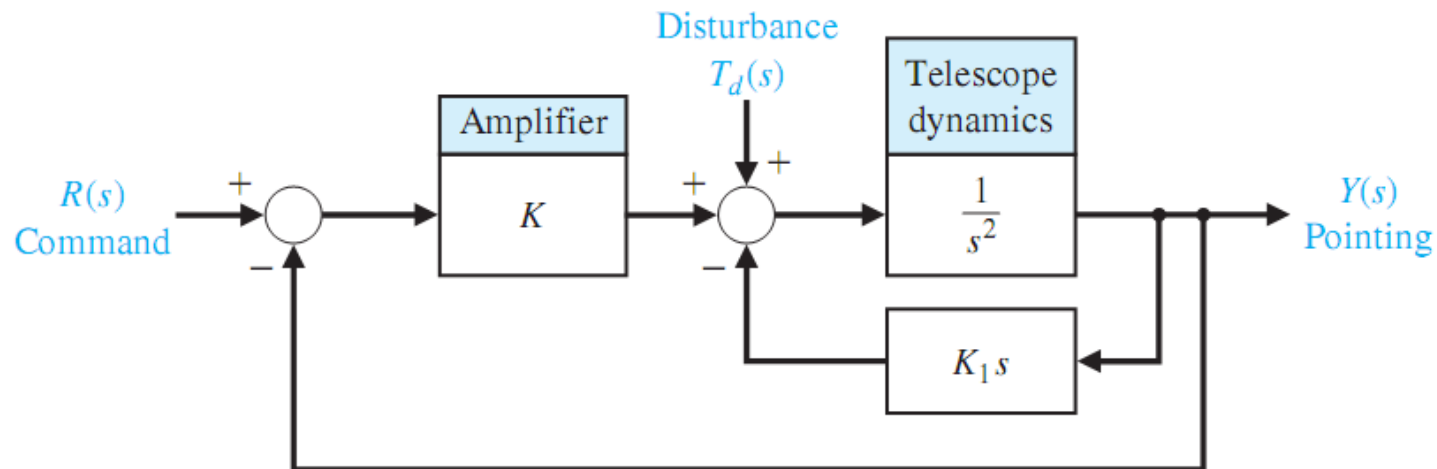 Disturbance
T_d(s)
Telescope
dynamics
Amplifier
+
+
R(s)
Command
+
K
1/s^2
Y(s)
Pointing
−
−
K_1 s